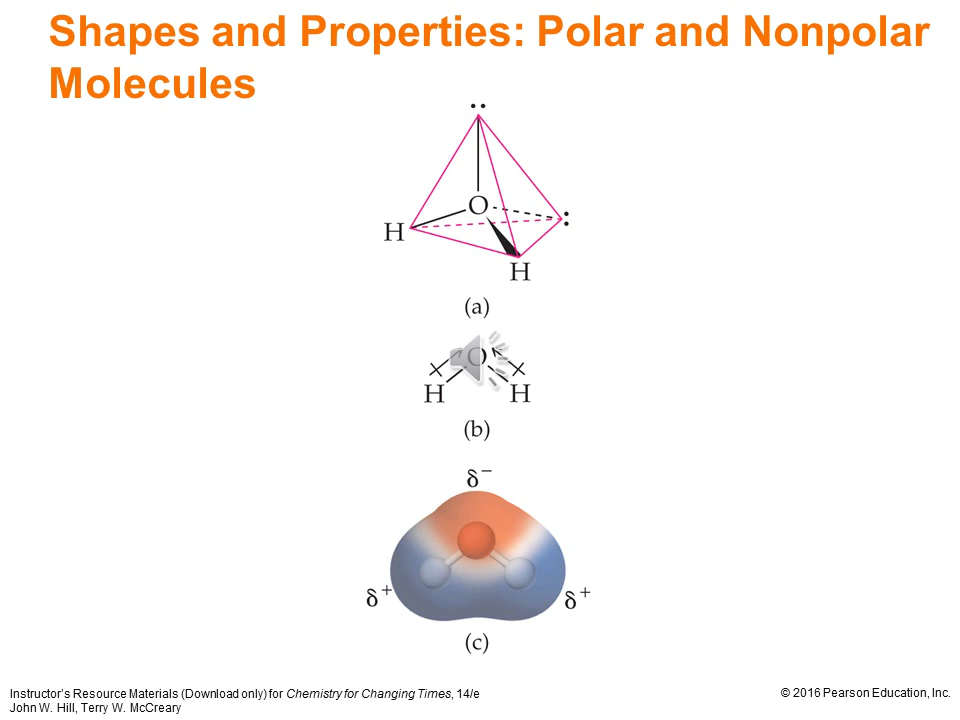 Shapes and Properties: Polar and Nonpolar
Molecules
:
O
:
H
H
(a)
O
H H
(b)
δ−
δ+ δ+
(c)
Instructor's Resource Materials (Download only) for Chemistry for Changing Times, 14/e
John W. Hill, Terry W. McCreary
© 2016 Pearson Education, Inc.